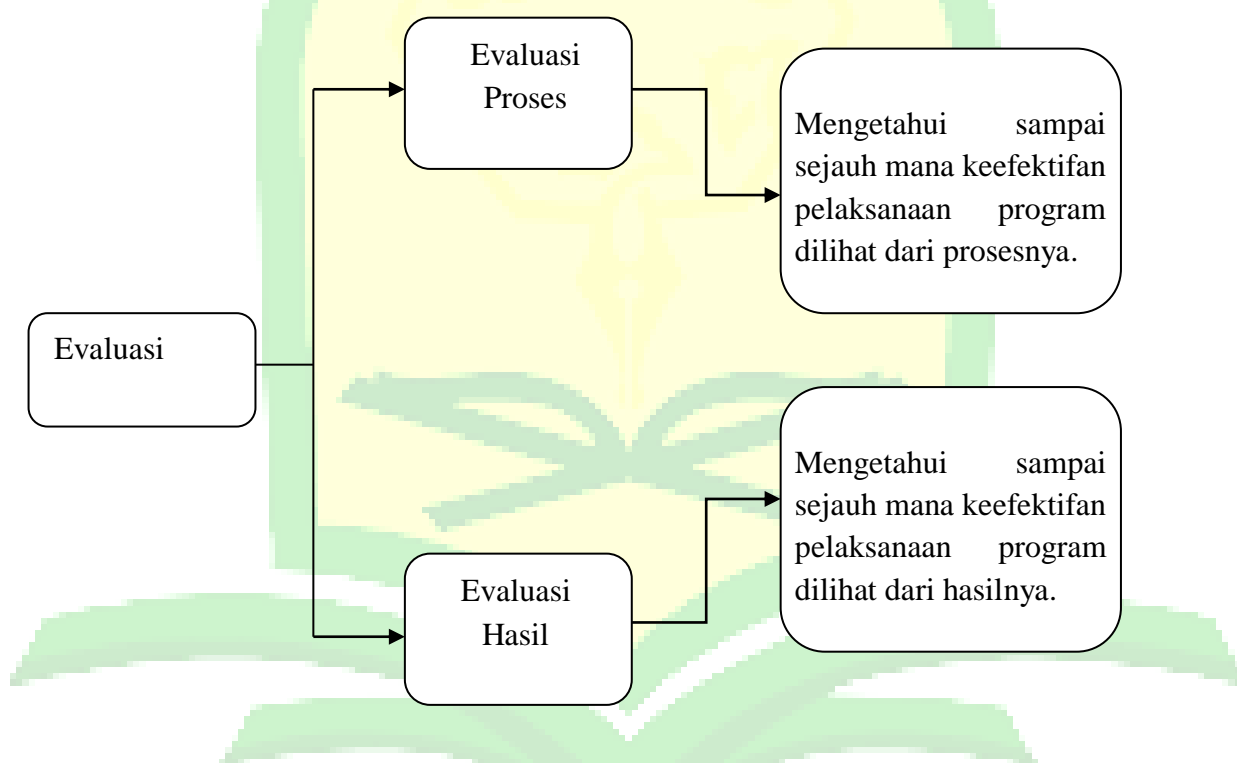 Evaluasi
Evaluasi
Proses
Mengetahui sampai
sejauh mana keefektifan
pelaksanaan program
dilihat dari prosesnya.
Evaluasi
Hasil
Mengetahui sampai
sejauh mana keefektifan
pelaksanaan program
dilihat dari hasilnya.